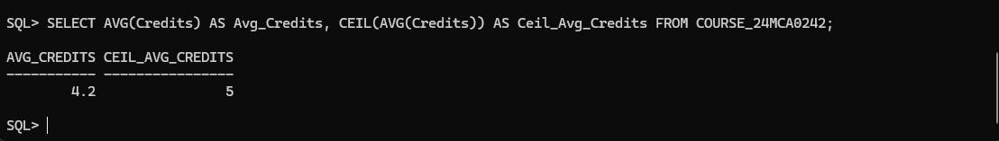 SQL> SELECT AVG(Credits) AS Avg_Credits, CEIL(AVG(Credits)) AS Ceil_Avg_Credits FROM COURSE_24MCA0242;
AVG_CREDITS CEIL_AVG_CREDITS
----------- ----------------
4.2 5
SQL>